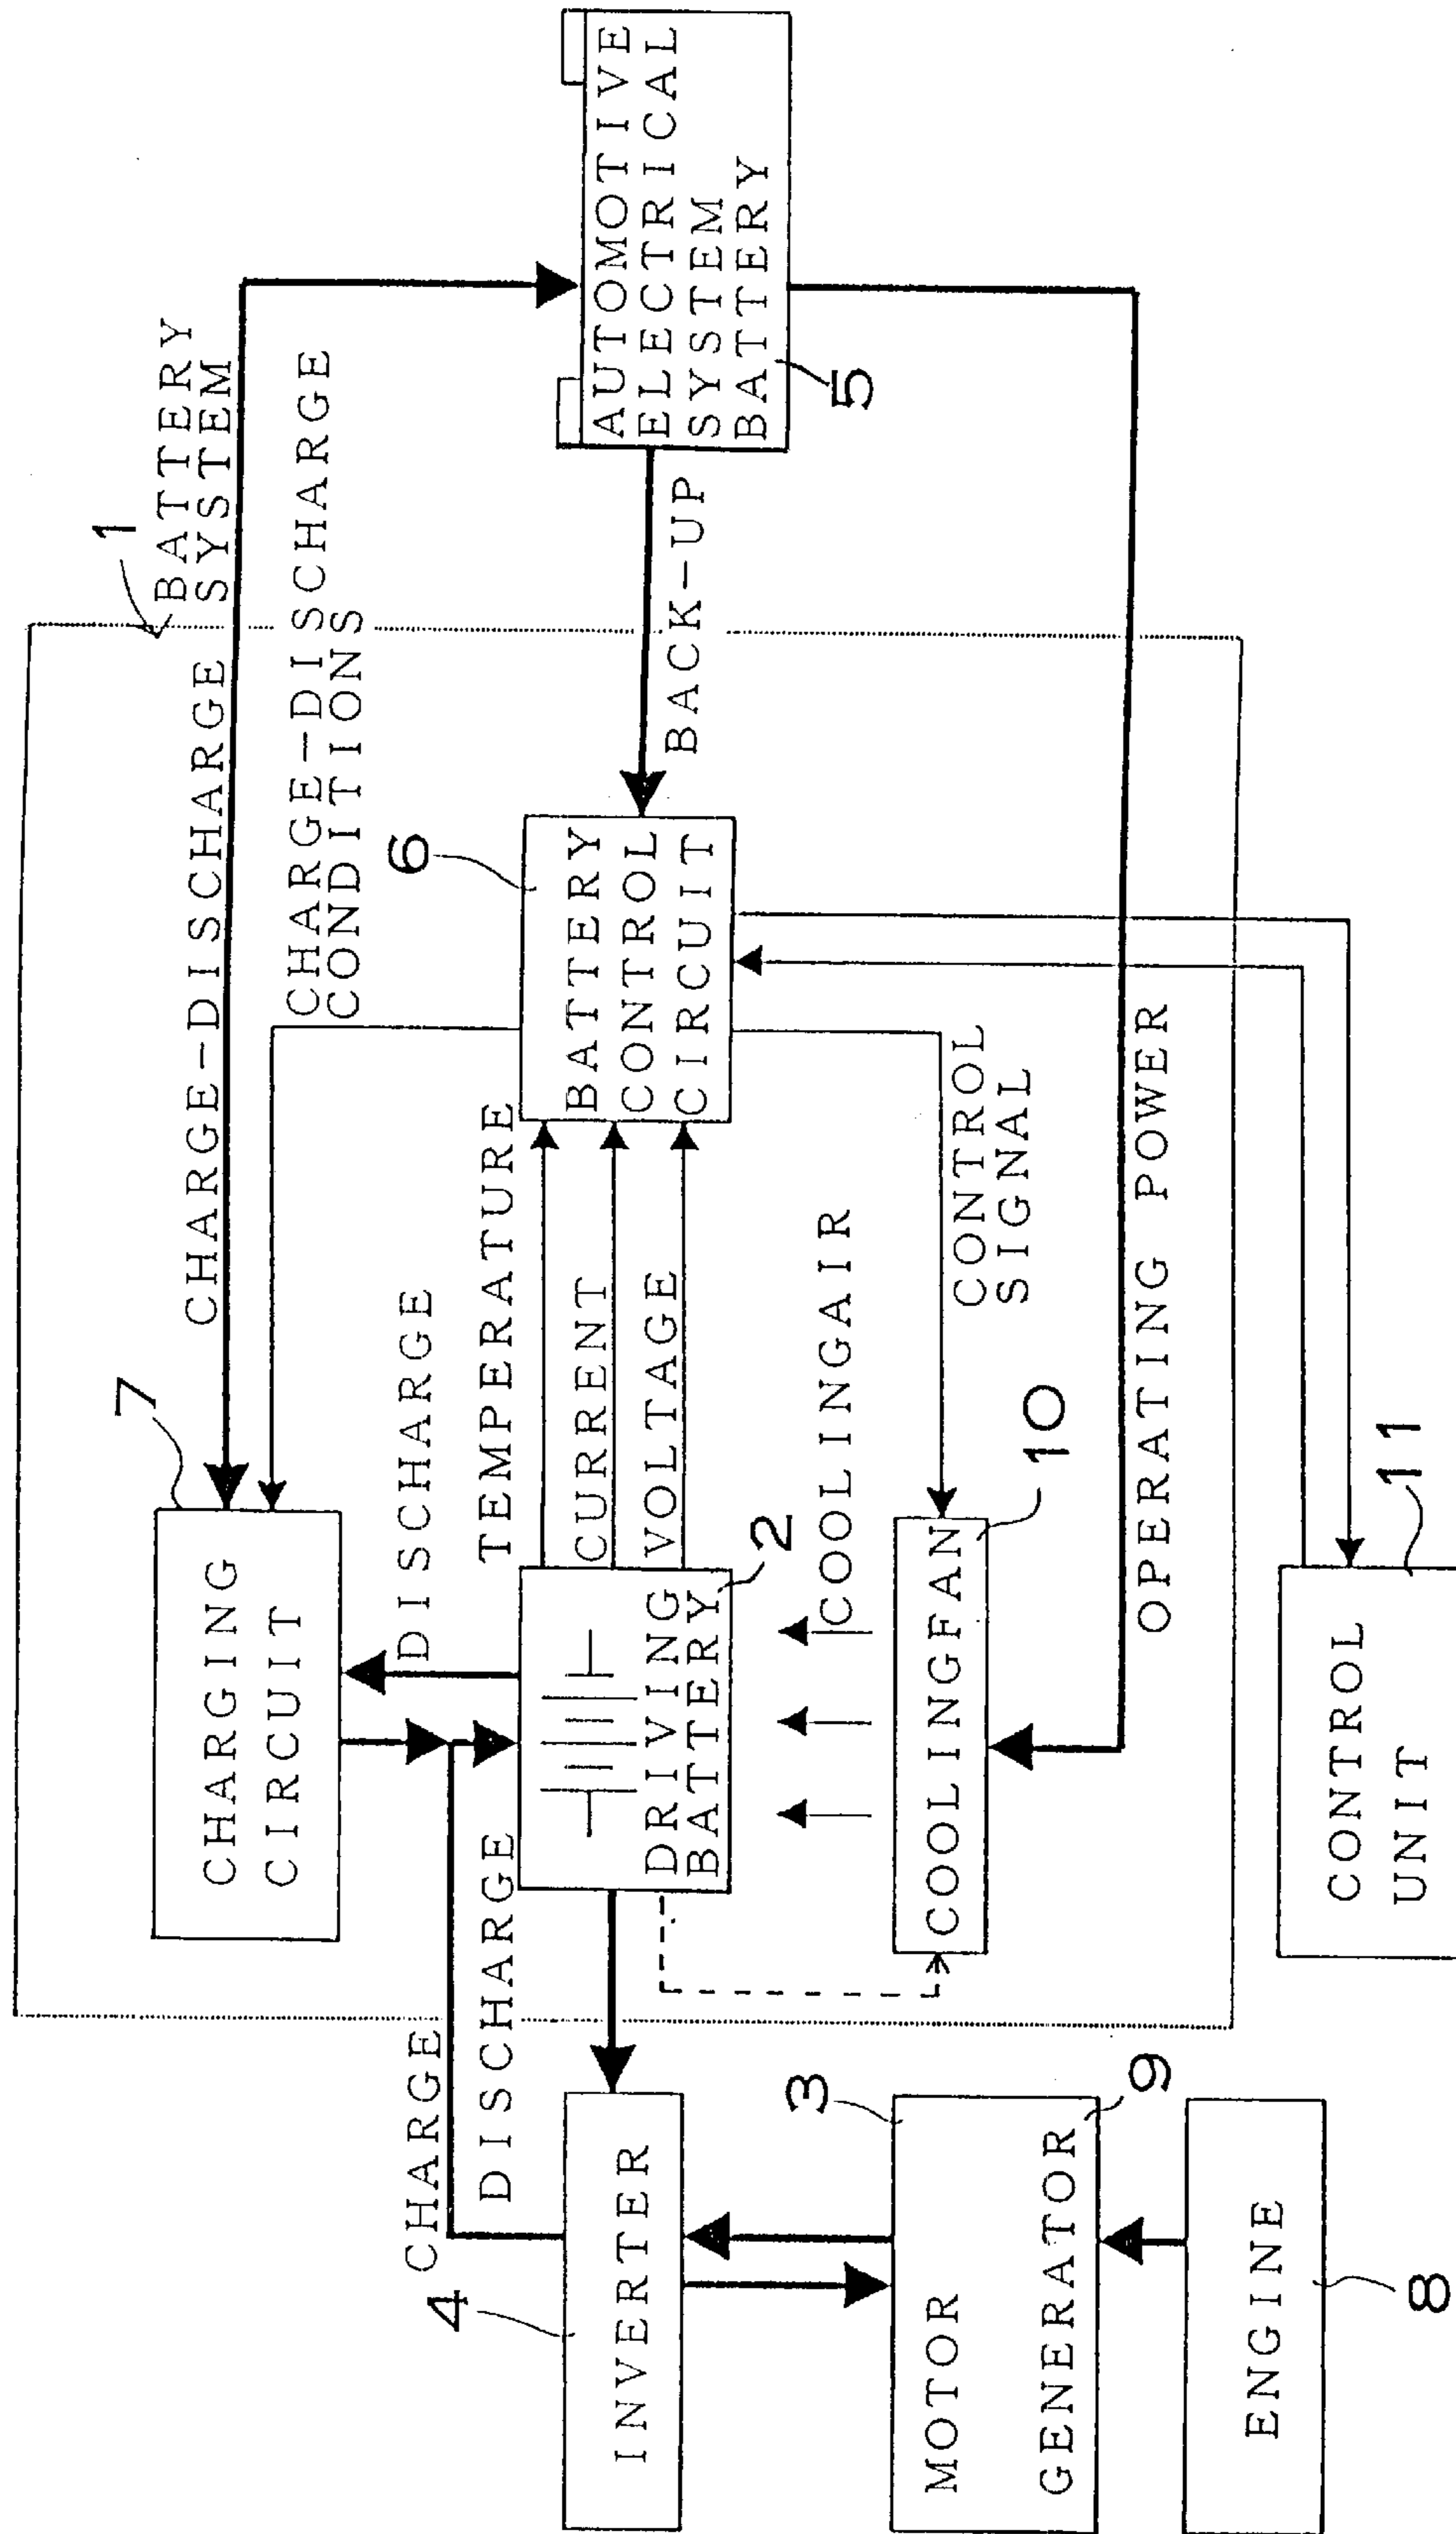 1
BATTERY
SYSTEM
CHARGE-DISCHARGE
CHARGE-DISCHARGE
CONDITIONS
7
CHARGING
CIRCUIT
DISCHARGE
CHARGE
DISCHARGE
TEMPERATURE
CURRENT
VOLTAGE
6
BATTERY
CONTROL
CIRCUIT
BACK-UP
AUTOMOTIVE
ELECTRICAL
SYSTEM
BATTERY
5
4
INVERTER
DRIVING
BATTERY
2
COOLINGAIR
CONTROL
SIGNAL
3
MOTOR
GENERATOR
9
COOLINGFAN
10
OPERATING POWER
ENGINE
8
CONTROL
UNIT
11